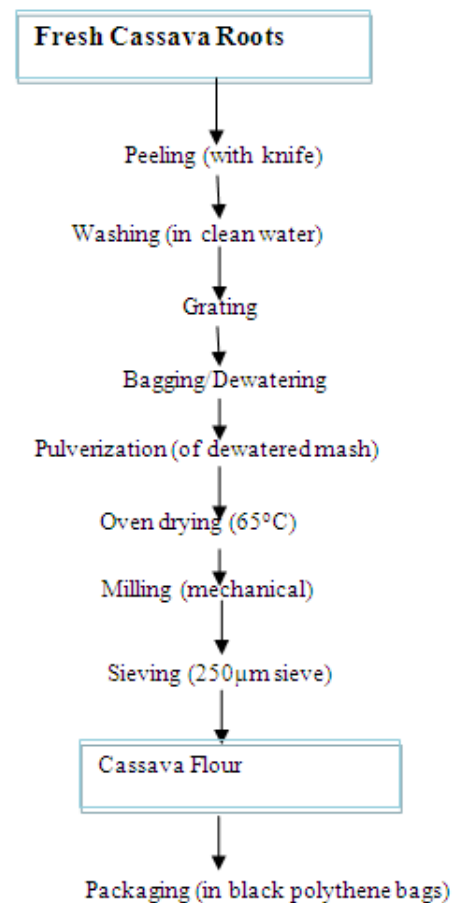 Fresh Cassava Roots
Peeling (with knife)
Washing (in clean water)
Grating
Bagging/Dewatering
Pulverization (of dewatered mash)
Oven drying (65⁰C)
Milling (mechanical)
Sieving (250µm sieve)
Cassava Flour
Packaging (in black polythene bags)